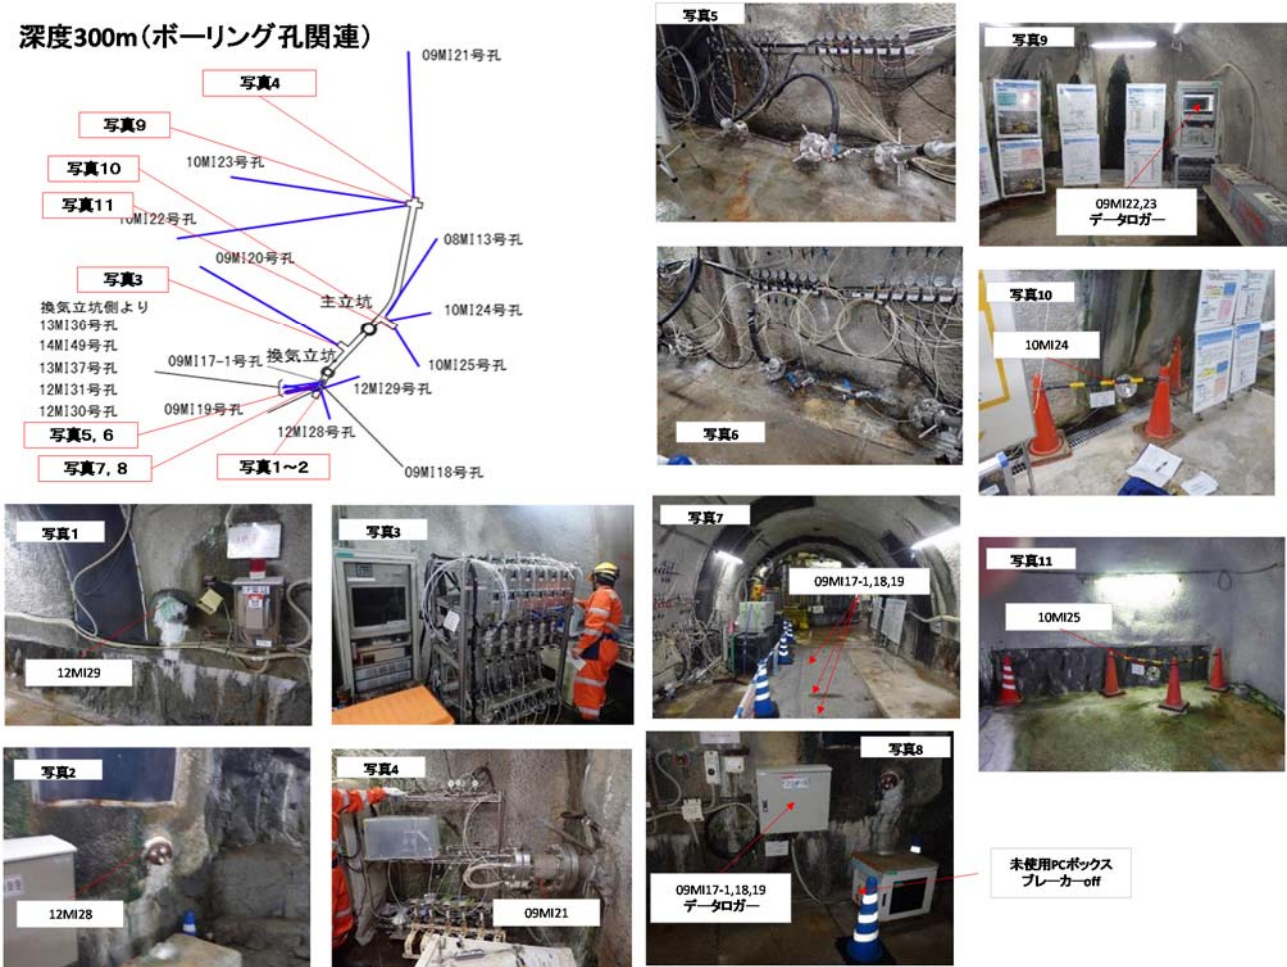 深度300m(ボーリング孔関連)
09MI21号孔
写真4
写真9
10MI23号孔
写真10
写真11
10MI22号孔
08MI13号孔
09MI20号孔
写真3
主立坑
換気立坑側より
13MI36号孔
14MI49号孔
13MI37号孔
12MI31号孔
12MI30号孔
10MI24号孔
換気立坑
09MI17-1号孔
10MI25号孔
12MI29号孔
09MI19号孔
写真5, 6
12MI28号孔
写真7, 8
写真1~2
09MI18号孔
写真5
写真9
09MI22,23
データロガー
写真6
写真10
10MI24
写真1
12MI29
写真3
写真7
09MI17-1,18,19
写真11
10MI25
写真2
12MI28
写真4
09MI21
写真8
09MI17-1,18,19
データロガー
未使用PCボックス
ブレーカーoff